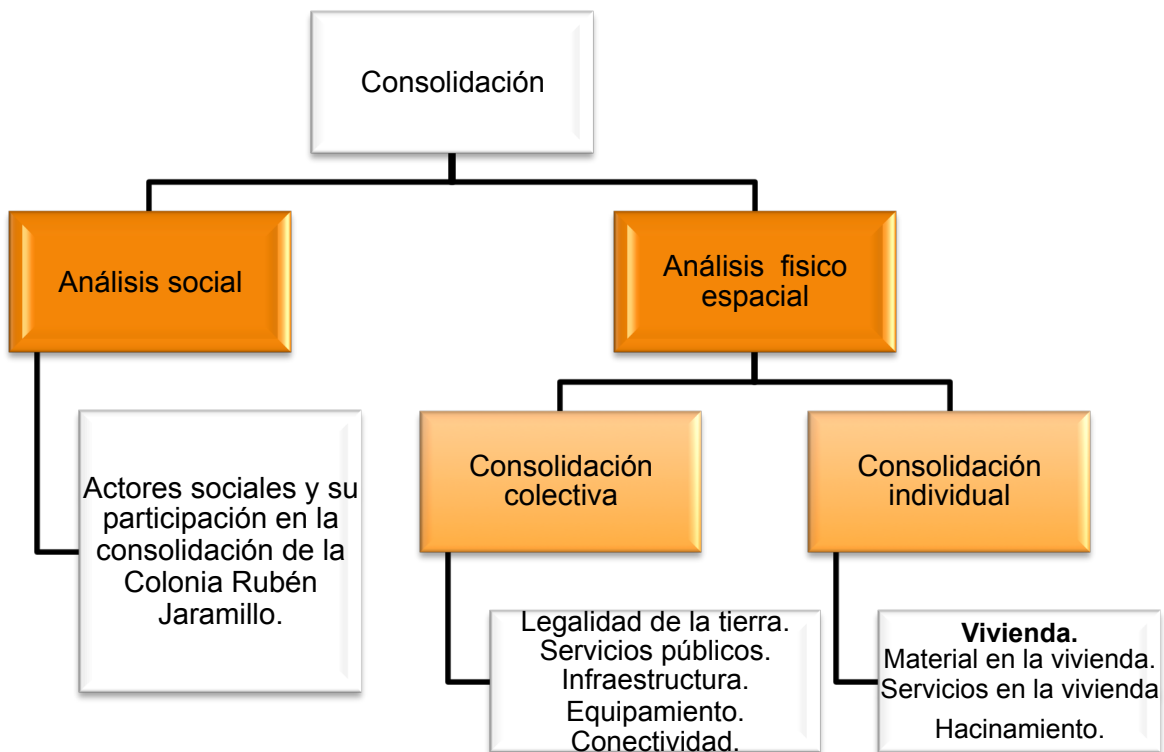 Consolidación
Análisis social
Análisis fisico
espacial
Actores sociales y su
participación en la
consolidación de la
Colonia Rubén
Jaramillo.
Consolidación
colectiva
Consolidación
individual
Legalidad de la tierra.
Servicios públicos.
Infraestructura.
Equipamiento.
Conectividad.
Vivienda.
Material en la vivienda.
Servicios en la vivienda
Hacinamiento.